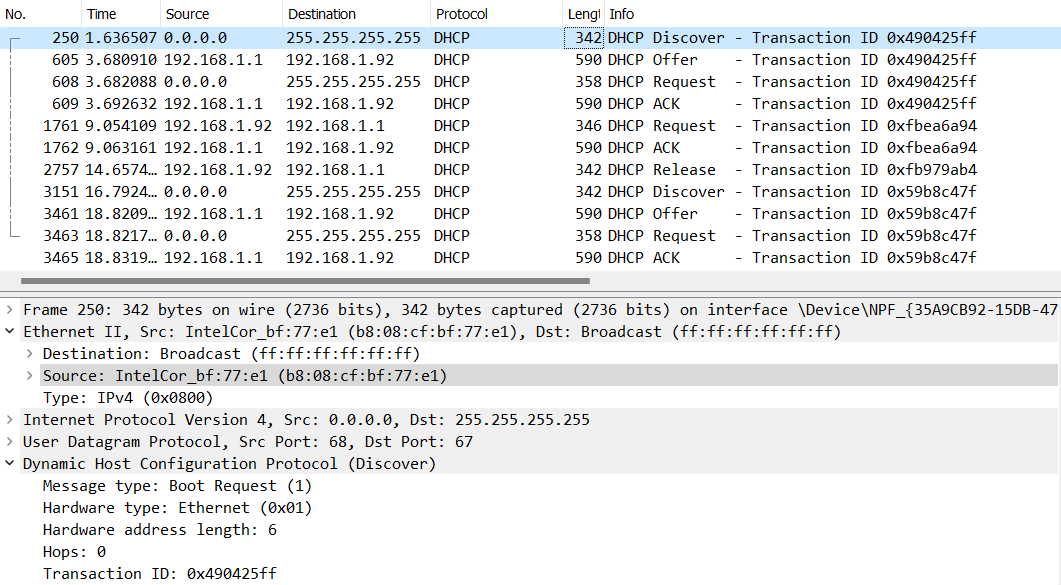 No. Time Source Destination Protocol Lengt Info
250 1.636507 0.0.0.0 255.255.255.255 DHCP 342 DHCP Discover - Transaction ID 0x490425ff
605 3.680910 192.168.1.1 192.168.1.92 DHCP 590 DHCP Offer - Transaction ID 0x490425ff
608 3.682088 0.0.0.0 255.255.255.255 DHCP 358 DHCP Request - Transaction ID 0x490425ff
609 3.692632 192.168.1.1 192.168.1.92 DHCP 590 DHCP ACK - Transaction ID 0x490425ff
1761 9.054109 192.168.1.92 192.168.1.1 DHCP 346 DHCP Request - Transaction ID 0xfbea6a94
1762 9.063161 192.168.1.1 192.168.1.92 DHCP 590 DHCP ACK - Transaction ID 0xfbea6a94
2757 14.6574… 192.168.1.92 192.168.1.1 DHCP 342 DHCP Release - Transaction ID 0xfb979ab4
3151 16.7924… 0.0.0.0 255.255.255.255 DHCP 342 DHCP Discover - Transaction ID 0x59b8c47f
3461 18.8209… 192.168.1.1 192.168.1.92 DHCP 590 DHCP Offer - Transaction ID 0x59b8c47f
3463 18.8217… 0.0.0.0 255.255.255.255 DHCP 358 DHCP Request - Transaction ID 0x59b8c47f
3465 18.8319… 192.168.1.1 192.168.1.92 DHCP 590 DHCP ACK - Transaction ID 0x59b8c47f
Frame 250: 342 bytes on wire (2736 bits), 342 bytes captured (2736 bits) on interface \Device\NPF_{35A9CB92-15DB-47
Ethernet II, Src: IntelCor_bf:77:e1 (b8:08:cf:bf:77:e1), Dst: Broadcast (ff:ff:ff:ff:ff:ff)
Destination: Broadcast (ff:ff:ff:ff:ff:ff)
Source: IntelCor_bf:77:e1 (b8:08:cf:bf:77:e1)
Type: IPv4 (0x0800)
Internet Protocol Version 4, Src: 0.0.0.0, Dst: 255.255.255.255
User Datagram Protocol, Src Port: 68, Dst Port: 67
Dynamic Host Configuration Protocol (Discover)
Message type: Boot Request (1)
Hardware type: Ethernet (0x01)
Hardware address length: 6
Hops: 0
Transaction ID: 0x490425ff